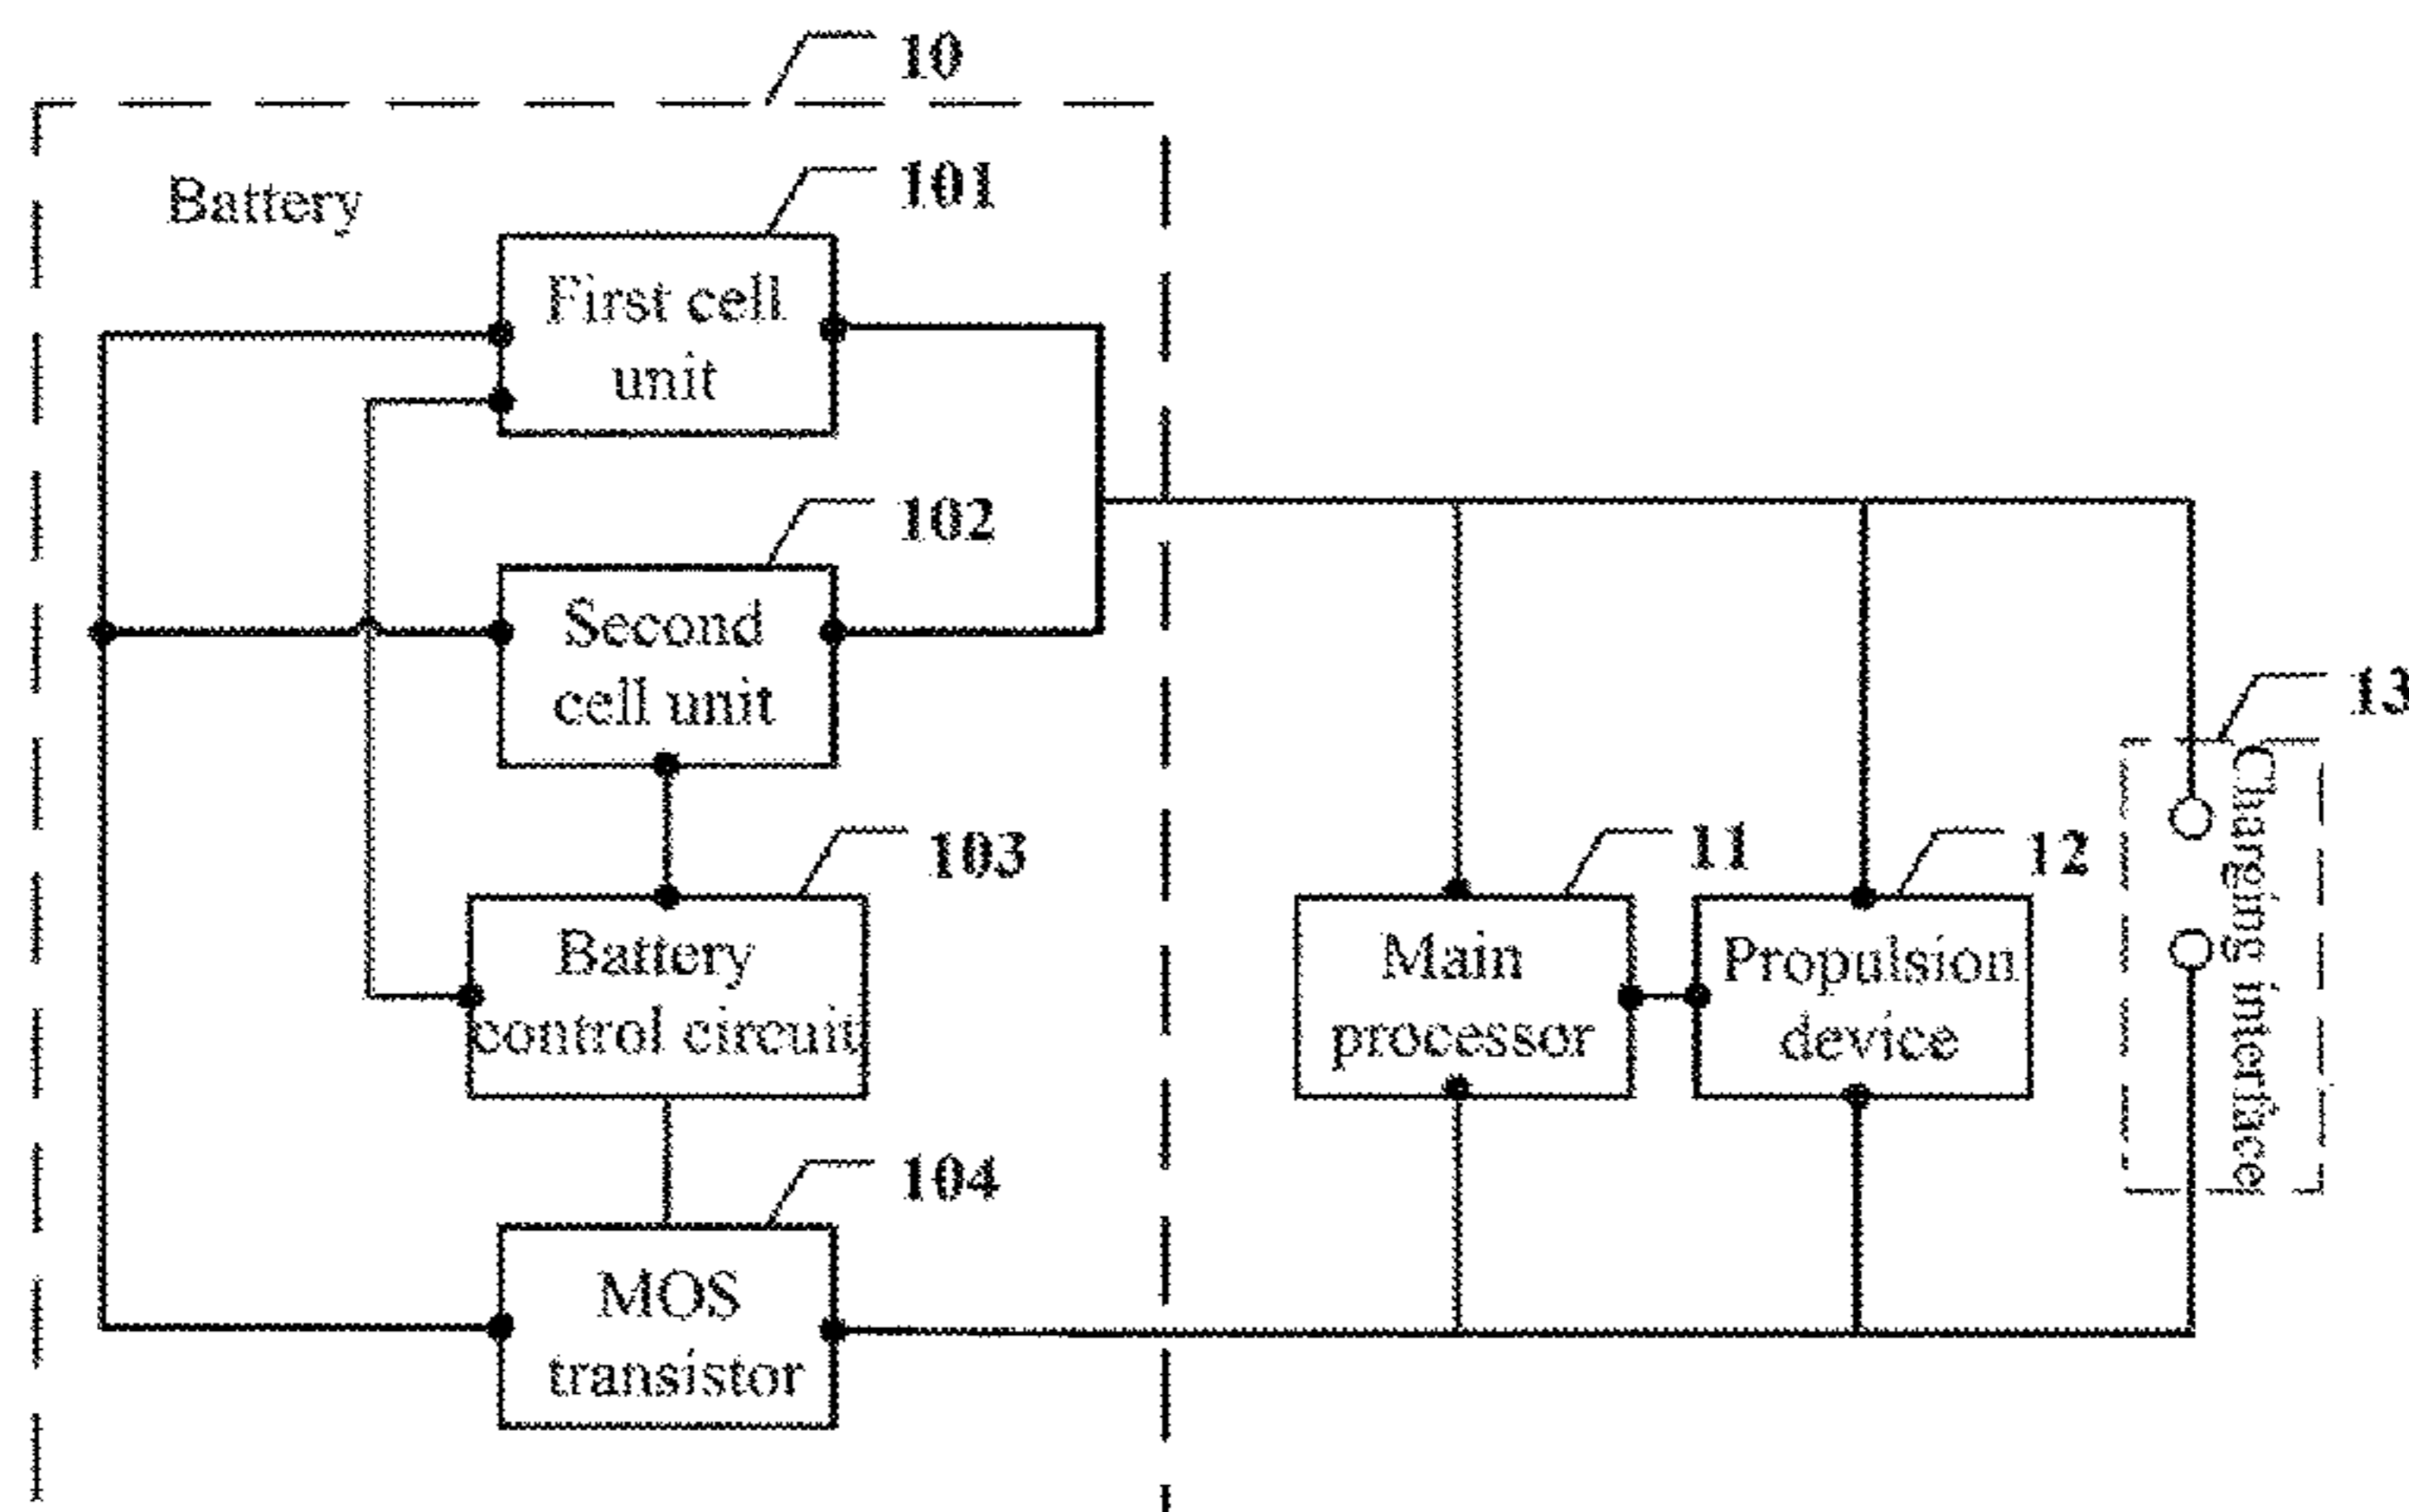 10
Battery
101
First cell
unit
102
Second
cell unit
103
Battery
control circuit
104
MOS
transistor
11
Main
processor
12
Propulsion
device
13
Charging interface